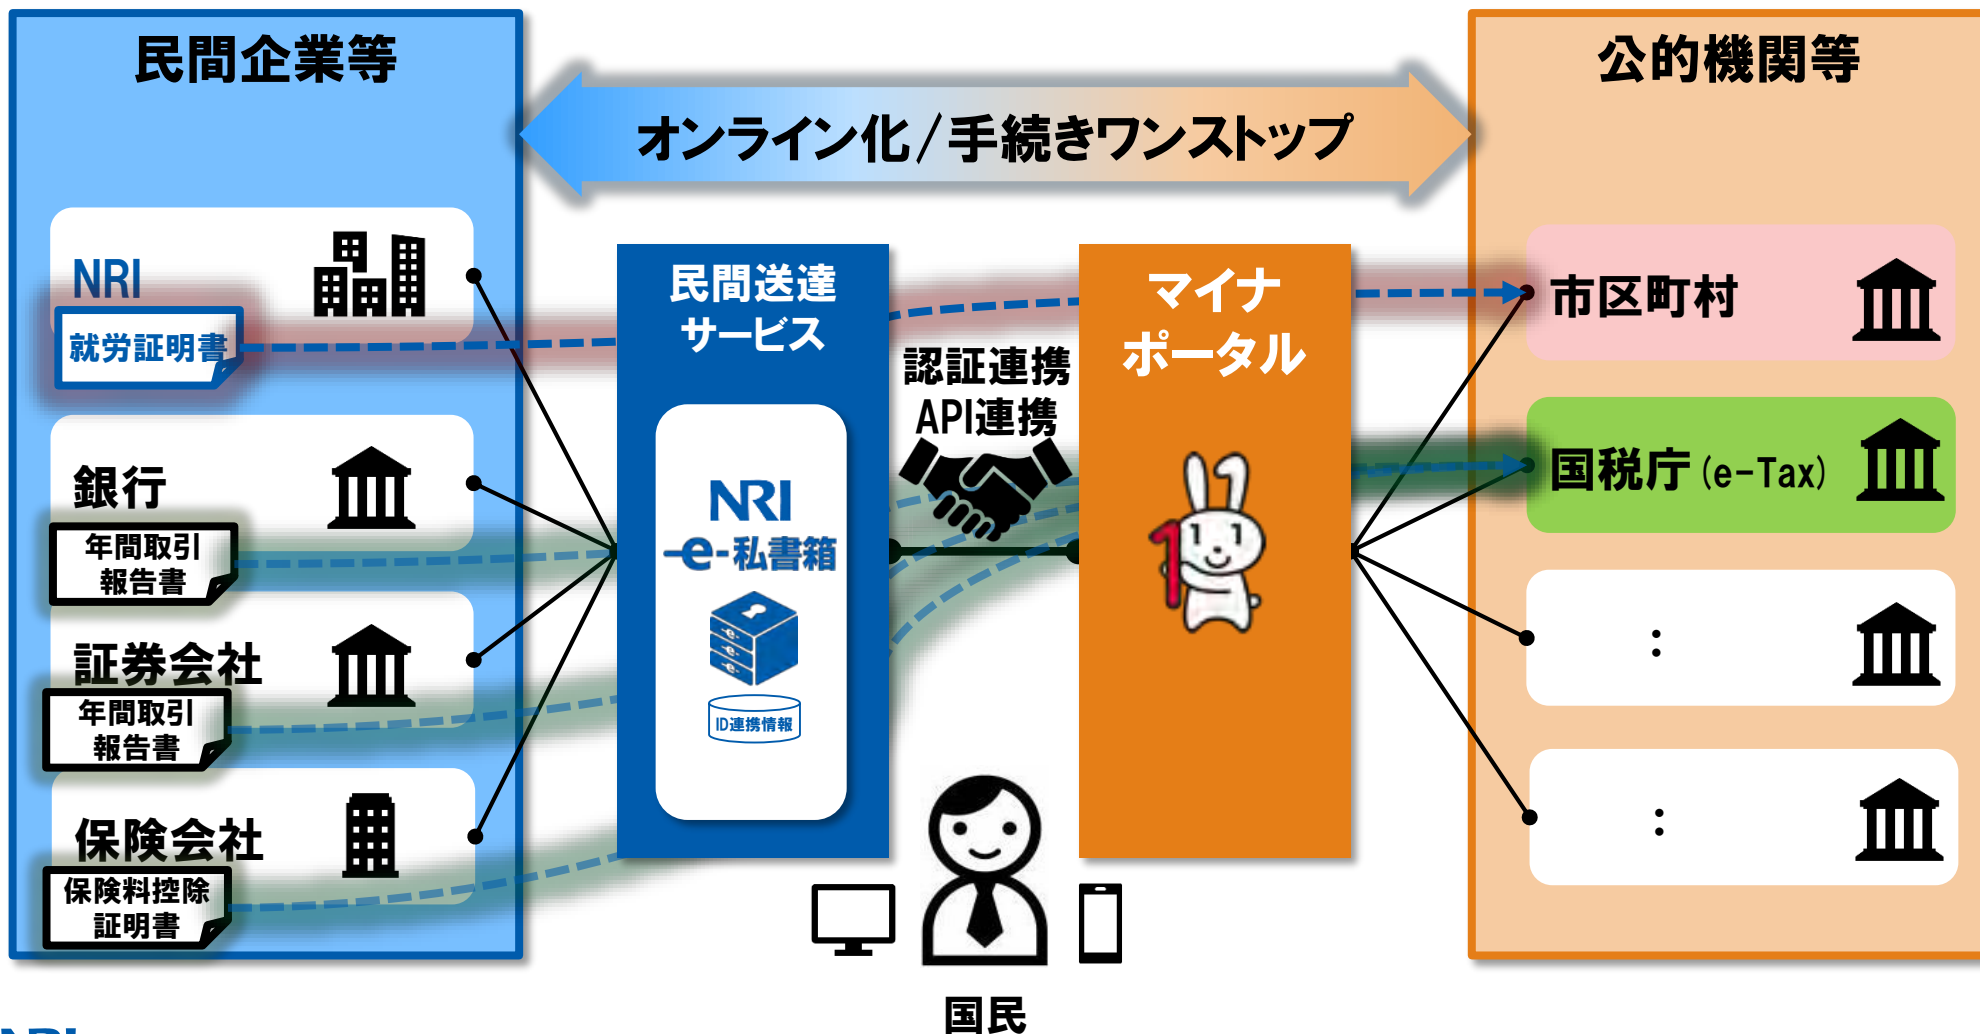 民間企業等
公的機関等
オンライン化/手続きワンストップ
NRI
就労証明書
銀行
年間取引
報告書
証券会社
年間取引
報告書
保険会社
保険料控除
証明書
民間送達
サービス
NRI
-e-私書箱
-e-
-e-
-e-
ID連携情報
認証連携
API連携
マイナ
ポータル
1
市区町村
国税庁(e-Tax)
：
：
国民
NRI